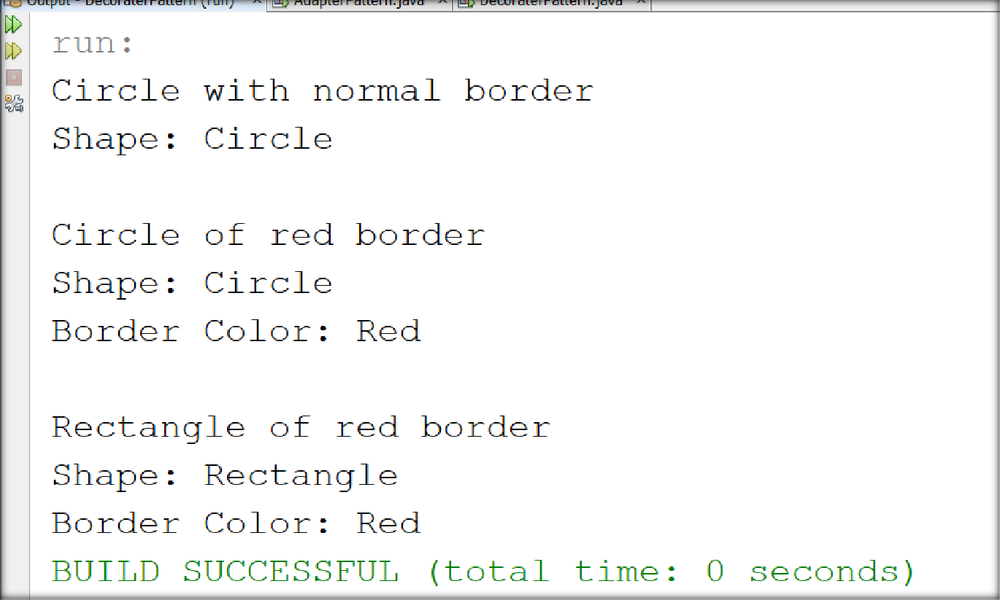 Output - DecoraterPattern (run) × AdapterPattern.java × DecoraterPattern.java ×
run:
Circle with normal border
Shape: Circle
Circle of red border
Shape: Circle
Border Color: Red
Rectangle of red border
Shape: Rectangle
Border Color: Red
BUILD SUCCESSFUL (total time: 0 seconds)